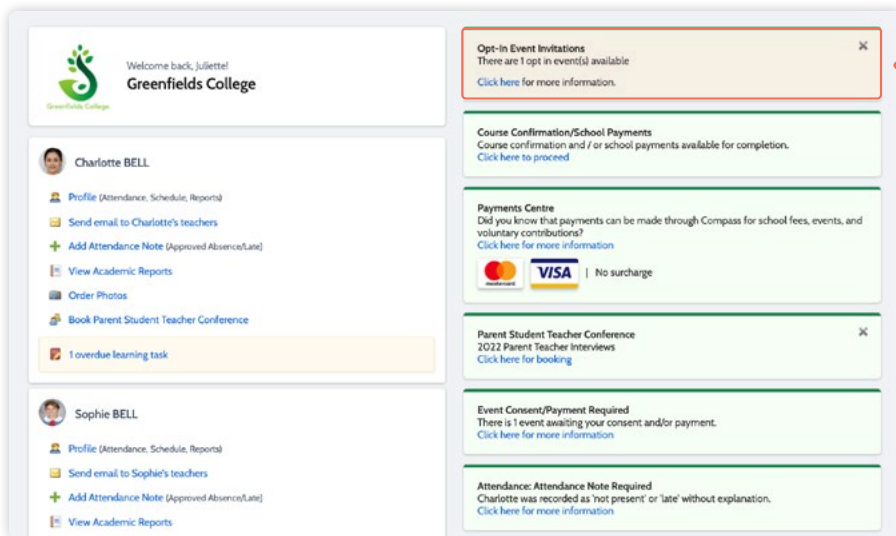 Welcome back, Juliette!
Greenfields College
Greenfields College
Charlotte BELL
Profile (Attendance, Schedule, Reports)
Send email to Charlotte's teachers
Add Attendance Note (Approved Absence/Late)
View Academic Reports
Order Photos
Book Parent Student Teacher Conference
1 overdue learning task
Sophie BELL
Profile (Attendance, Schedule, Reports)
Send email to Sophie's teachers
Add Attendance Note (Approved Absence/Late)
View Academic Reports
Opt-In Event Invitations
There are 1 opt in event(s) available
Click here for more information.
Course Confirmation/School Payments
Course confirmation and / or school payments available for completion.
Click here to proceed
Payments Centre
Did you know that payments can be made through Compass for school fees, events, and
voluntary contributions?
Click here for more information
mastercard VISA | No surcharge
Parent Student Teacher Conference
2022 Parent Teacher Interviews
Click here for booking
Event Consent/Payment Required
There is 1 event awaiting your consent and/or payment.
Click here for more information
Attendance: Attendance Note Required
Charlotte was recorded as 'not present' or 'late' without explanation.
Click here for more information